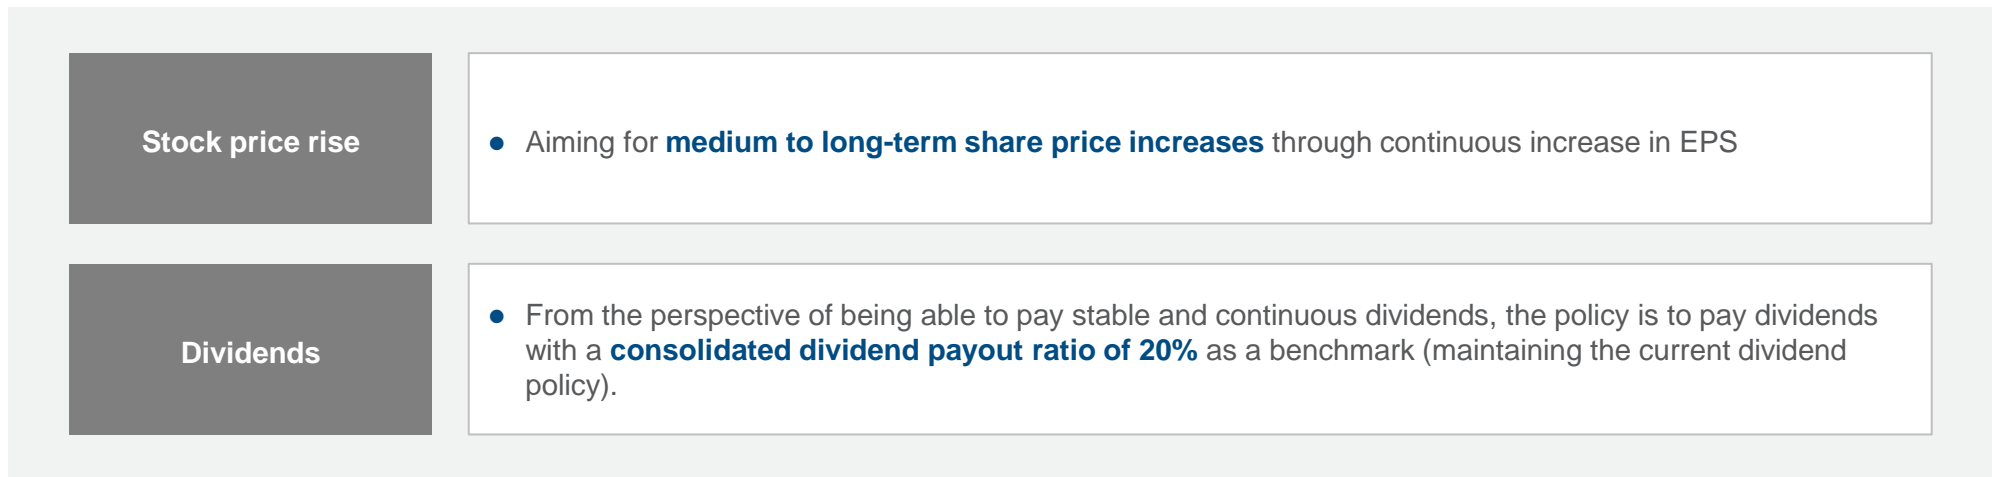 Stock price rise
● Aiming for medium to long-term share price increases through continuous increase in EPS
Dividends
● From the perspective of being able to pay stable and continuous dividends, the policy is to pay dividends
with a consolidated dividend payout ratio of 20% as a benchmark (maintaining the current dividend
policy).